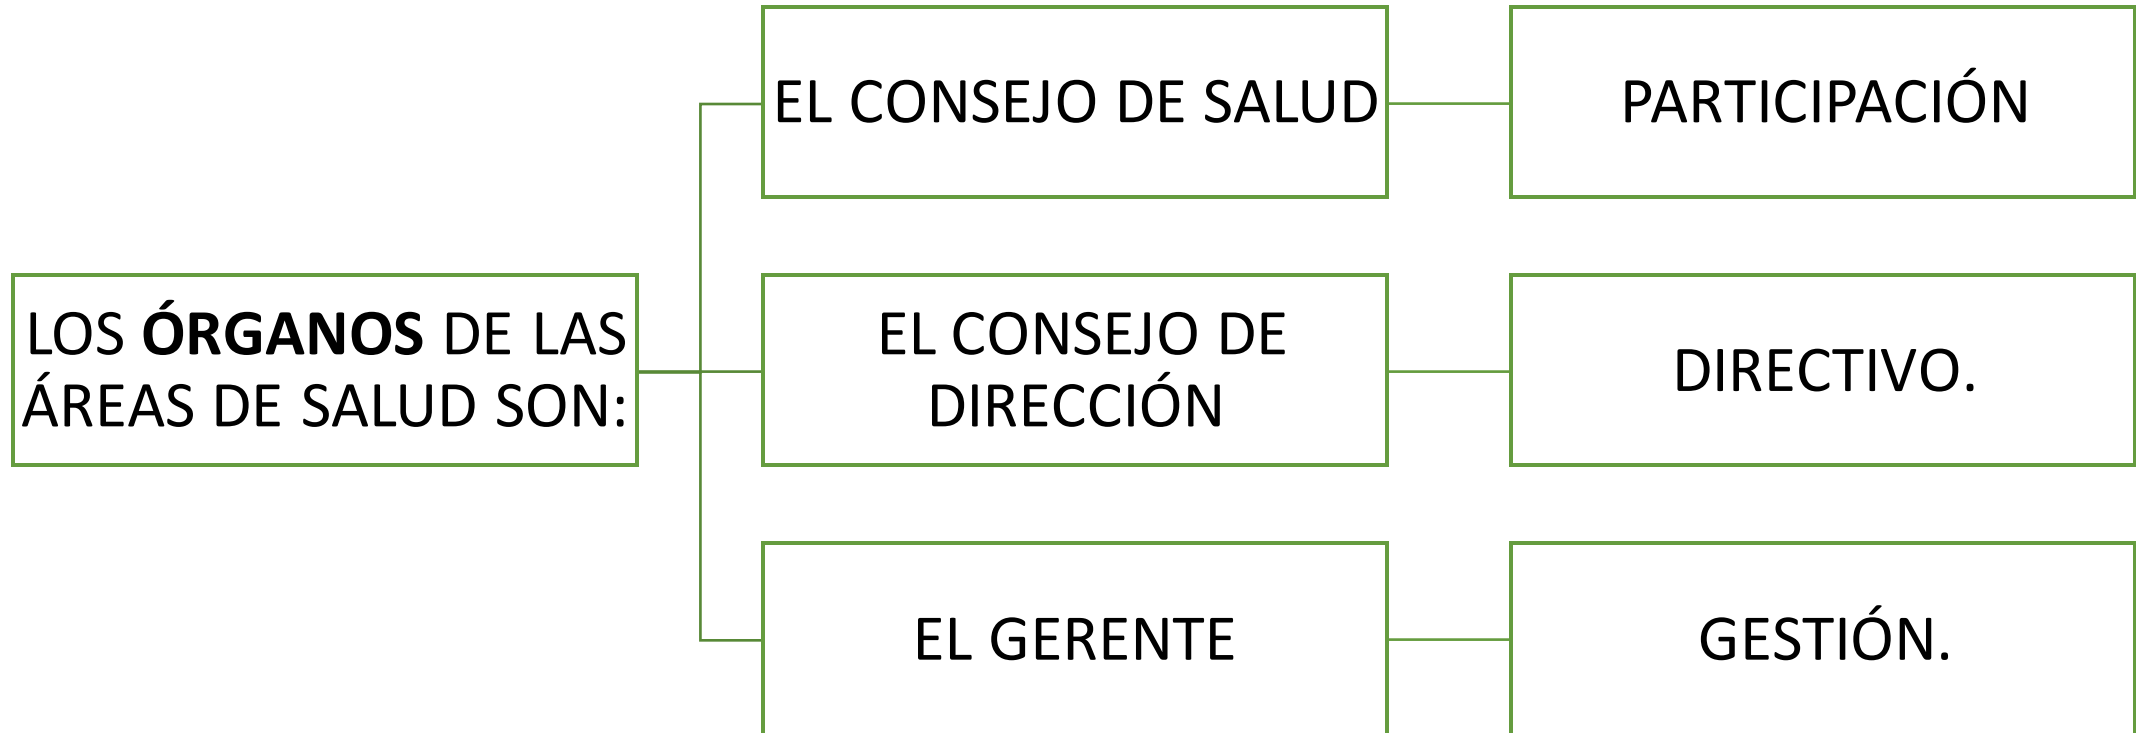 EL CONSEJO DE SALUD
PARTICIPACIÓN
LOS ÓRGANOS DE LAS
ÁREAS DE SALUD SON:
EL CONSEJO DE
DIRECCIÓN
DIRECTIVO.
EL GERENTE
GESTIÓN.